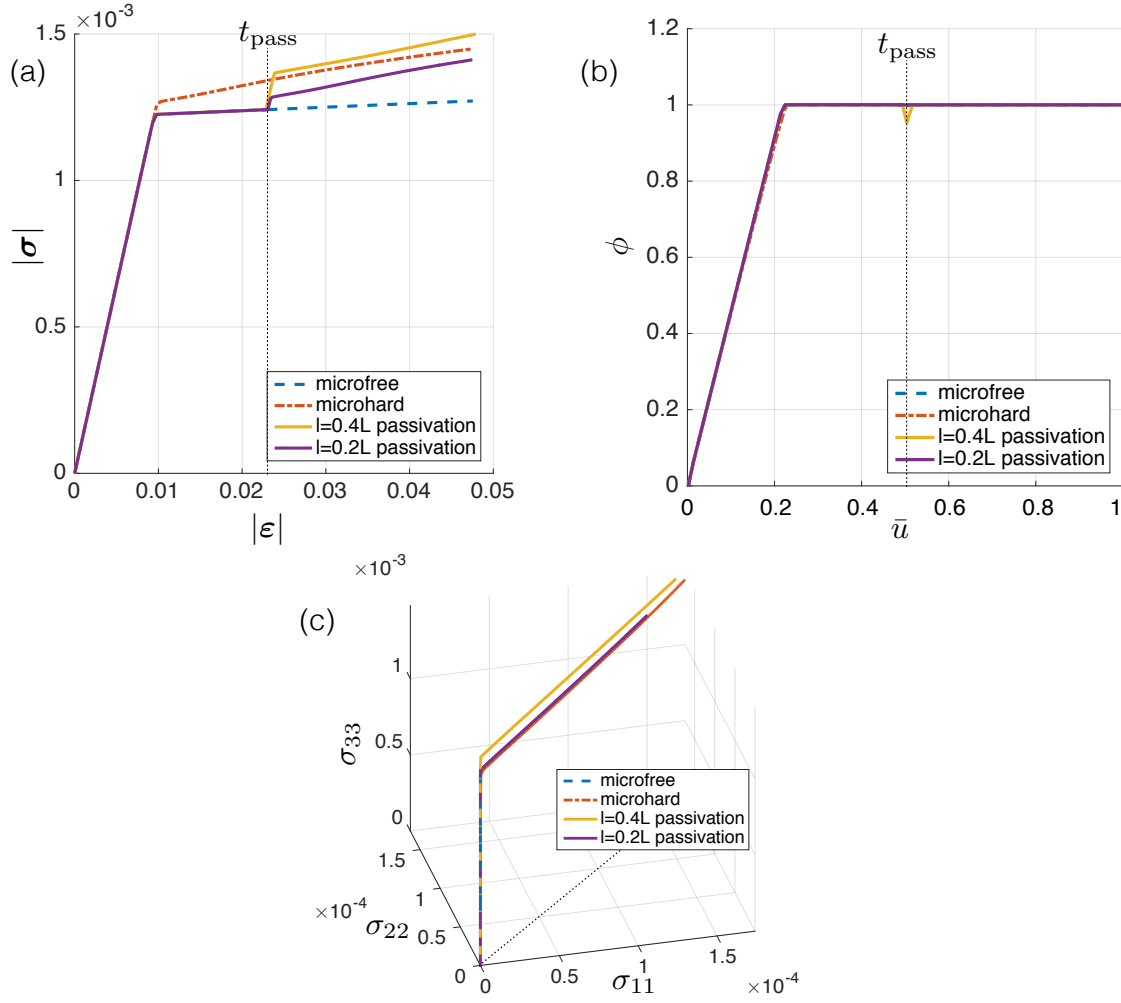 (a)
×10⁻³
t_pass
1.5
1
0.5
0
|σ|
microfree
microhard
l=0.4L passivation
l=0.2L passivation
0 0.01 0.02 0.03 0.04 0.05
|ε|
(b)
t_pass
1.2
1
0.8
0.6
0.4
0.2
0
ϕ
microfree
microhard
l=0.4L passivation
l=0.2L passivation
0 0.2 0.4 0.6 0.8 1
ū
(c)
×10⁻³
1
0.5
0
σ₃₃
microfree
microhard
l=0.4L passivation
l=0.2L passivation
1.5
1
0.5
0
×10⁻⁴
σ₂₂
0 0.5 1 1.5
σ₁₁
×10⁻⁴